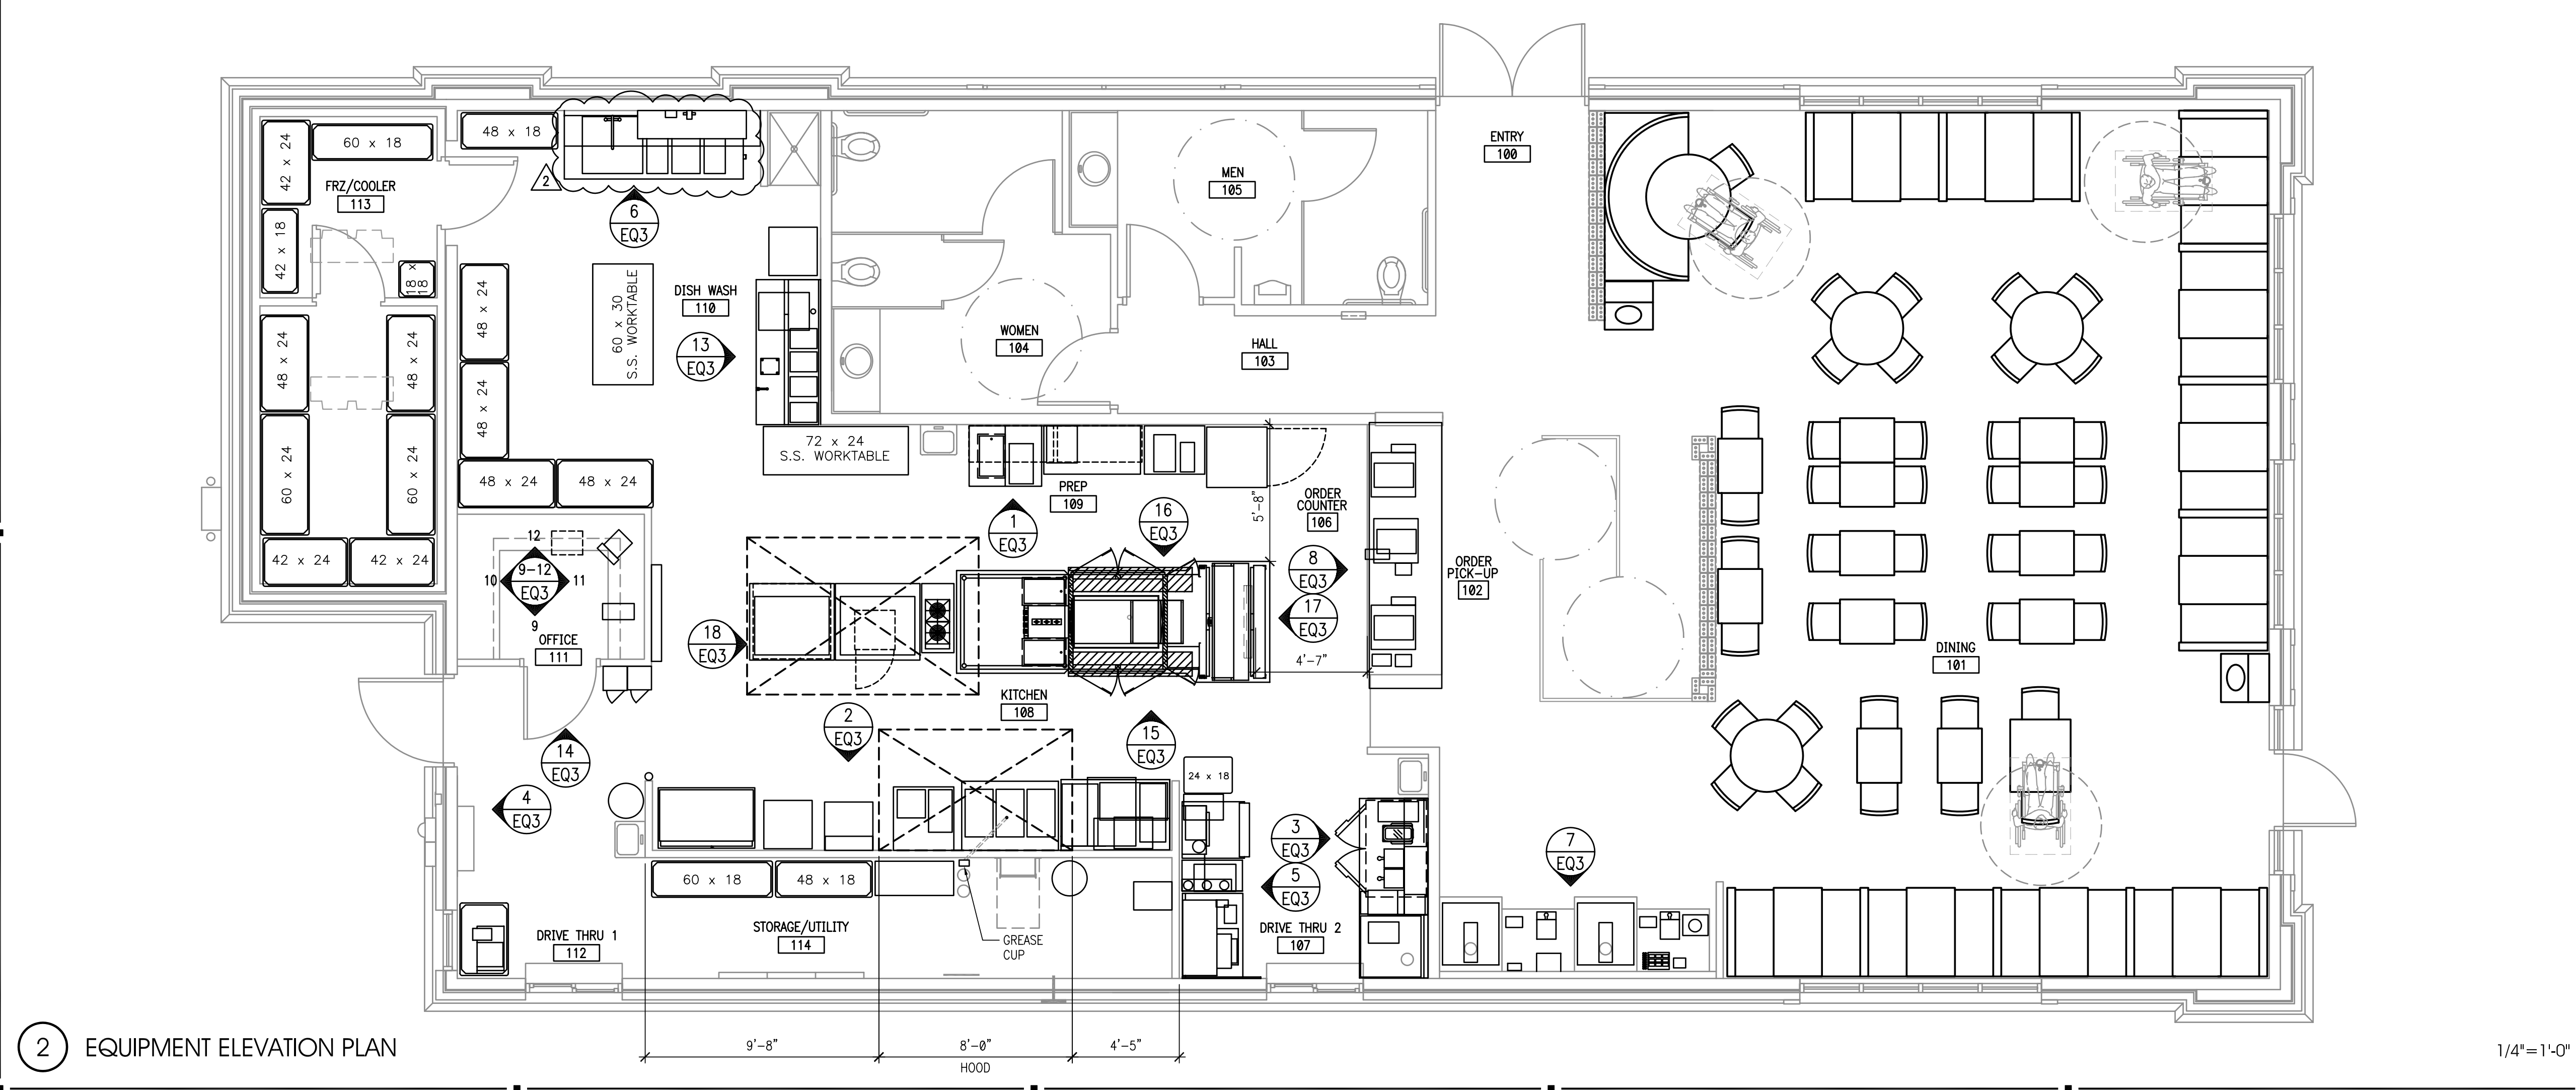 ENTRY
100
48 x 18
42 x 24
60 x 18
FRZ/COOLER
113
2
MEN
105
6
EQ3
42 x 18
18 x
18
48 x 24
60 x 30
S.S. WORKTABLE
DISH WASH
110
13
EQ3
WOMEN
104
HALL
103
48 x 24
48 x 24
48 x 24
60 x 24
60 x 24
48 x 24
48 x 24
72 x 24
S.S. WORKTABLE
PREP
109
5'-8"
ORDER
COUNTER
106
1
EQ3
16
EQ3
12
9-12
EQ3
10
11
9
OFFICE
111
42 x 24
42 x 24
8
EQ3
17
EQ3
ORDER
PICK-UP
102
18
EQ3
4'-7"
DINING
101
KITCHEN
108
2
EQ3
15
EQ3
14
EQ3
24 x 18
4
EQ3
3
EQ3
5
EQ3
7
EQ3
60 x 18
48 x 18
STORAGE/UTILITY
114
GREASE
CUP
DRIVE THRU 1
112
DRIVE THRU 2
107
9'-8"
8'-0"
4'-5"
HOOD
2
EQUIPMENT ELEVATION PLAN
1/4"=1'-0"